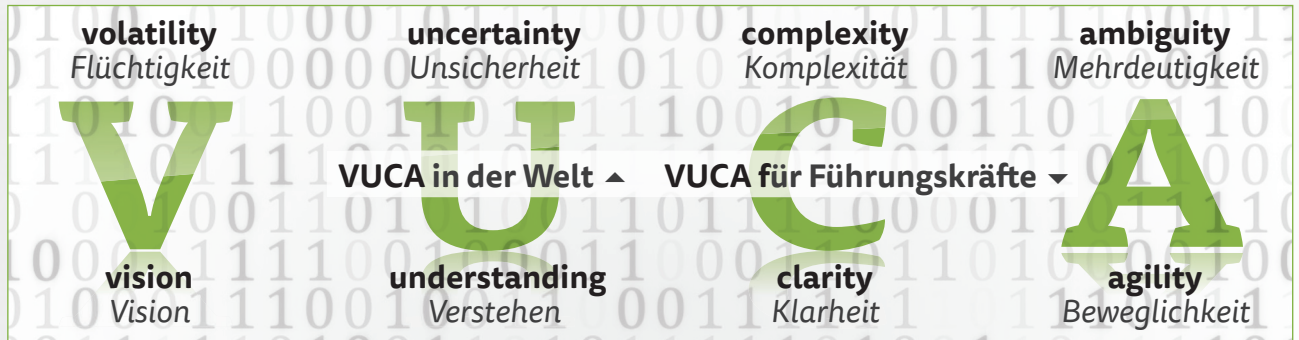 volatility uncertainty complexity ambiguity
Flüchtigkeit Unsicherheit Komplexität Mehrdeutigkeit
V U C A
VUCA in der Welt ▲ VUCA für Führungskräfte ▼
vision understanding clarity agility
Vision Verstehen Klarheit Beweglichkeit